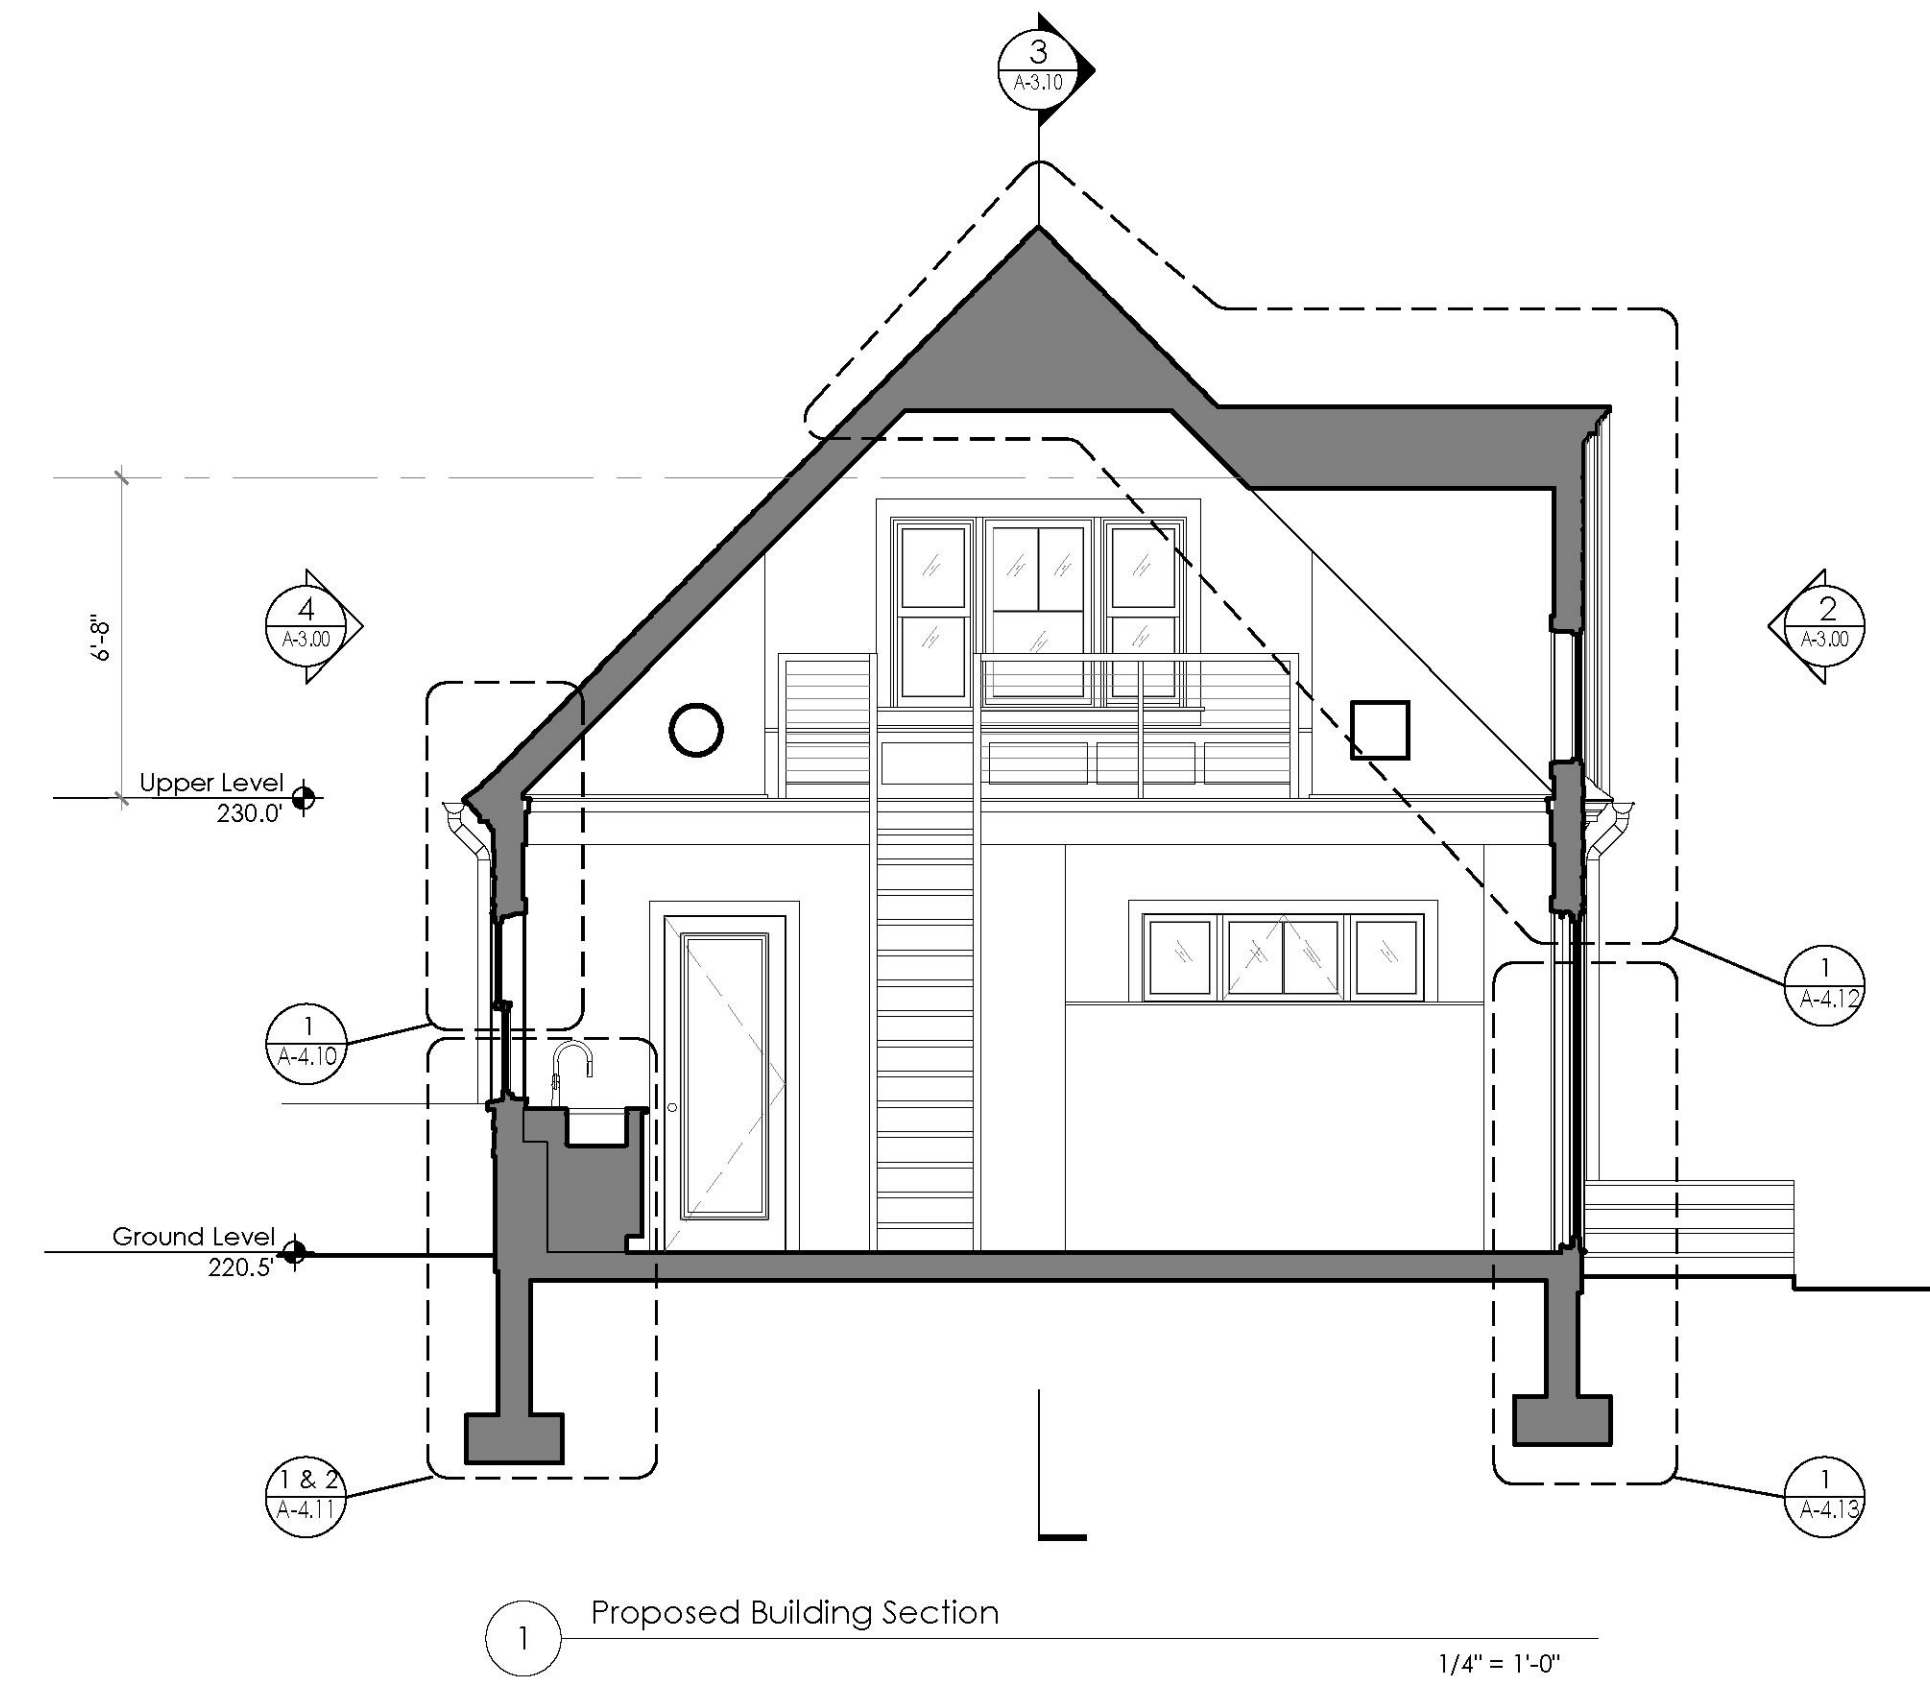 3
A-3.10
6'-8"
4
A-3.00
2
A-3.00
Upper Level
230.0'
1
A-4.12
1
A-4.10
Ground Level
220.5'
1 & 2
A-4.11
1
A-4.13
1
Proposed Building Section
1/4" = 1'-0"